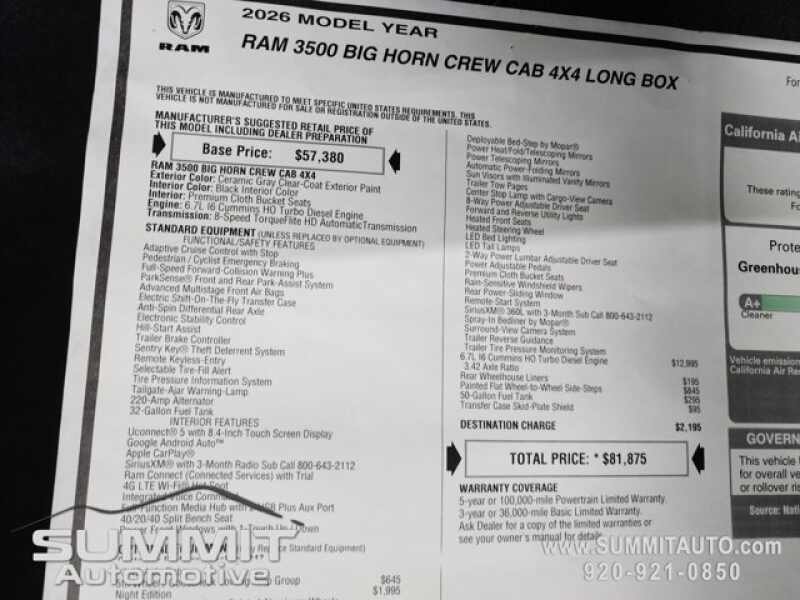 2026 MODEL YEAR
RAM
RAM 3500 BIG HORN CREW CAB 4X4 LONG BOX
THIS VEHICLE IS MANUFACTURED TO MEET SPECIFIC UNITED STATES REQUIREMENTS. THIS
VEHICLE IS NOT MANUFACTURED FOR SALE OR REGISTRATION OUTSIDE OF THE UNITED STATES.
MANUFACTURER'S SUGGESTED RETAIL PRICE OF
THIS MODEL INCLUDING DEALER PREPARATION
Base Price: $57,380
RAM 3500 BIG HORN CREW CAB 4X4
Exterior Color: Ceramic Gray Clear-Coat Exterior Paint
Interior Color: Black Interior Color
Interior: Premium Cloth Bucket Seats
Engine: 6.7L I6 Cummins HO Turbo Diesel Engine
Transmission: 8-Speed TorqueFlite HD AutomaticTransmission
STANDARD EQUIPMENT (UNLESS REPLACED BY OPTIONAL EQUIPMENT)
FUNCTIONAL/SAFETY FEATURES
Adaptive Cruise Control with Stop
Pedestrian / Cyclist Emergency Braking
Full-Speed Forward-Collision Warning Plus
ParkSense® Front and Rear Park-Assist System
Advanced Multistage Front Air Bags
Electric Shift-On-The-Fly Transfer Case
Anti-Spin Differential Rear Axle
Electronic Stability Control
Hill-Start Assist
Trailer Brake Controller
Sentry Key® Theft Deterrent System
Remote Keyless-Entry
Selectable Tire-Fill Alert
Tire Pressure Information System
Tailgate-Ajar Warning-Lamp
220-Amp Alternator
32-Gallon Fuel Tank
INTERIOR FEATURES
Uconnect® 5 with 8.4-Inch Touch Screen Display
Google Android Auto™
Apple CarPlay®
SiriusXM® with 3-Month Radio Sub Call 800-643-2112
Ram Connect (Connected Services) with Trial
4G LTE Wi-Fi® Hot Spot
Integrated Voice Command
Full-Function Media Hub with 2 USB Plus Aux Port
40/20/40 Split Bench Seat
Power Front Windows with 1-Touch Up / Down
Replace Standard Equipment)
Group $645
Night Edition $1,995
Deployable Bed-Step by Mopar®
Power Heat/Fold/Telescoping Mirrors
Power Telescoping Mirrors
Automatic Power-Folding Mirrors
Sun Visors with Illuminated Vanity Mirrors
Trailer Tow Pages
Center Stop Lamp with Cargo-View Camera
8-Way Power Adjustable Driver Seat
Forward and Reverse Utility Lights
Heated Front Seats
Heated Steering Wheel
LED Bed Lighting
LED Tail Lamps
2-Way Power Lumbar Adjustable Driver Seat
Power Adjustable Pedals
Premium Cloth Bucket Seats
Rain-Sensitive Windshield Wipers
Rear Power-Sliding Window
Remote-Start System
SiriusXM® 360L with 3-Month Sub Call 800-643-2112
Spray-In Bedliner by Mopar®
Surround-View Camera System
Trailer Reverse Guidance
Trailer Tire Pressure Monitoring System
6.7L I6 Cummins HO Turbo Diesel Engine $12,995
3.42 Axle Ratio
Rear Wheelhouse Liners $195
Painted Flat Wheel-to-Wheel Side-Steps $845
50-Gallon Fuel Tank $295
Transfer Case Skid-Plate Shield $95
DESTINATION CHARGE $2,195
TOTAL PRICE: * $81,875
WARRANTY COVERAGE
5-year or 100,000-mile Powertrain Limited Warranty.
3-year or 36,000-mile Basic Limited Warranty.
Ask Dealer for a copy of the limited warranties or
see your owner's manual for details.
For
California Ai
These rating
Fo
Prote
Greenhouse
A+
Cleaner
Vehicle emission
California Air Res
GOVERN
This vehicle
for overall ve
or rollover ris
Source: Nati
SUMMIT
Automotive
WWW.SUMMITAUTO.COM
920-921-0850